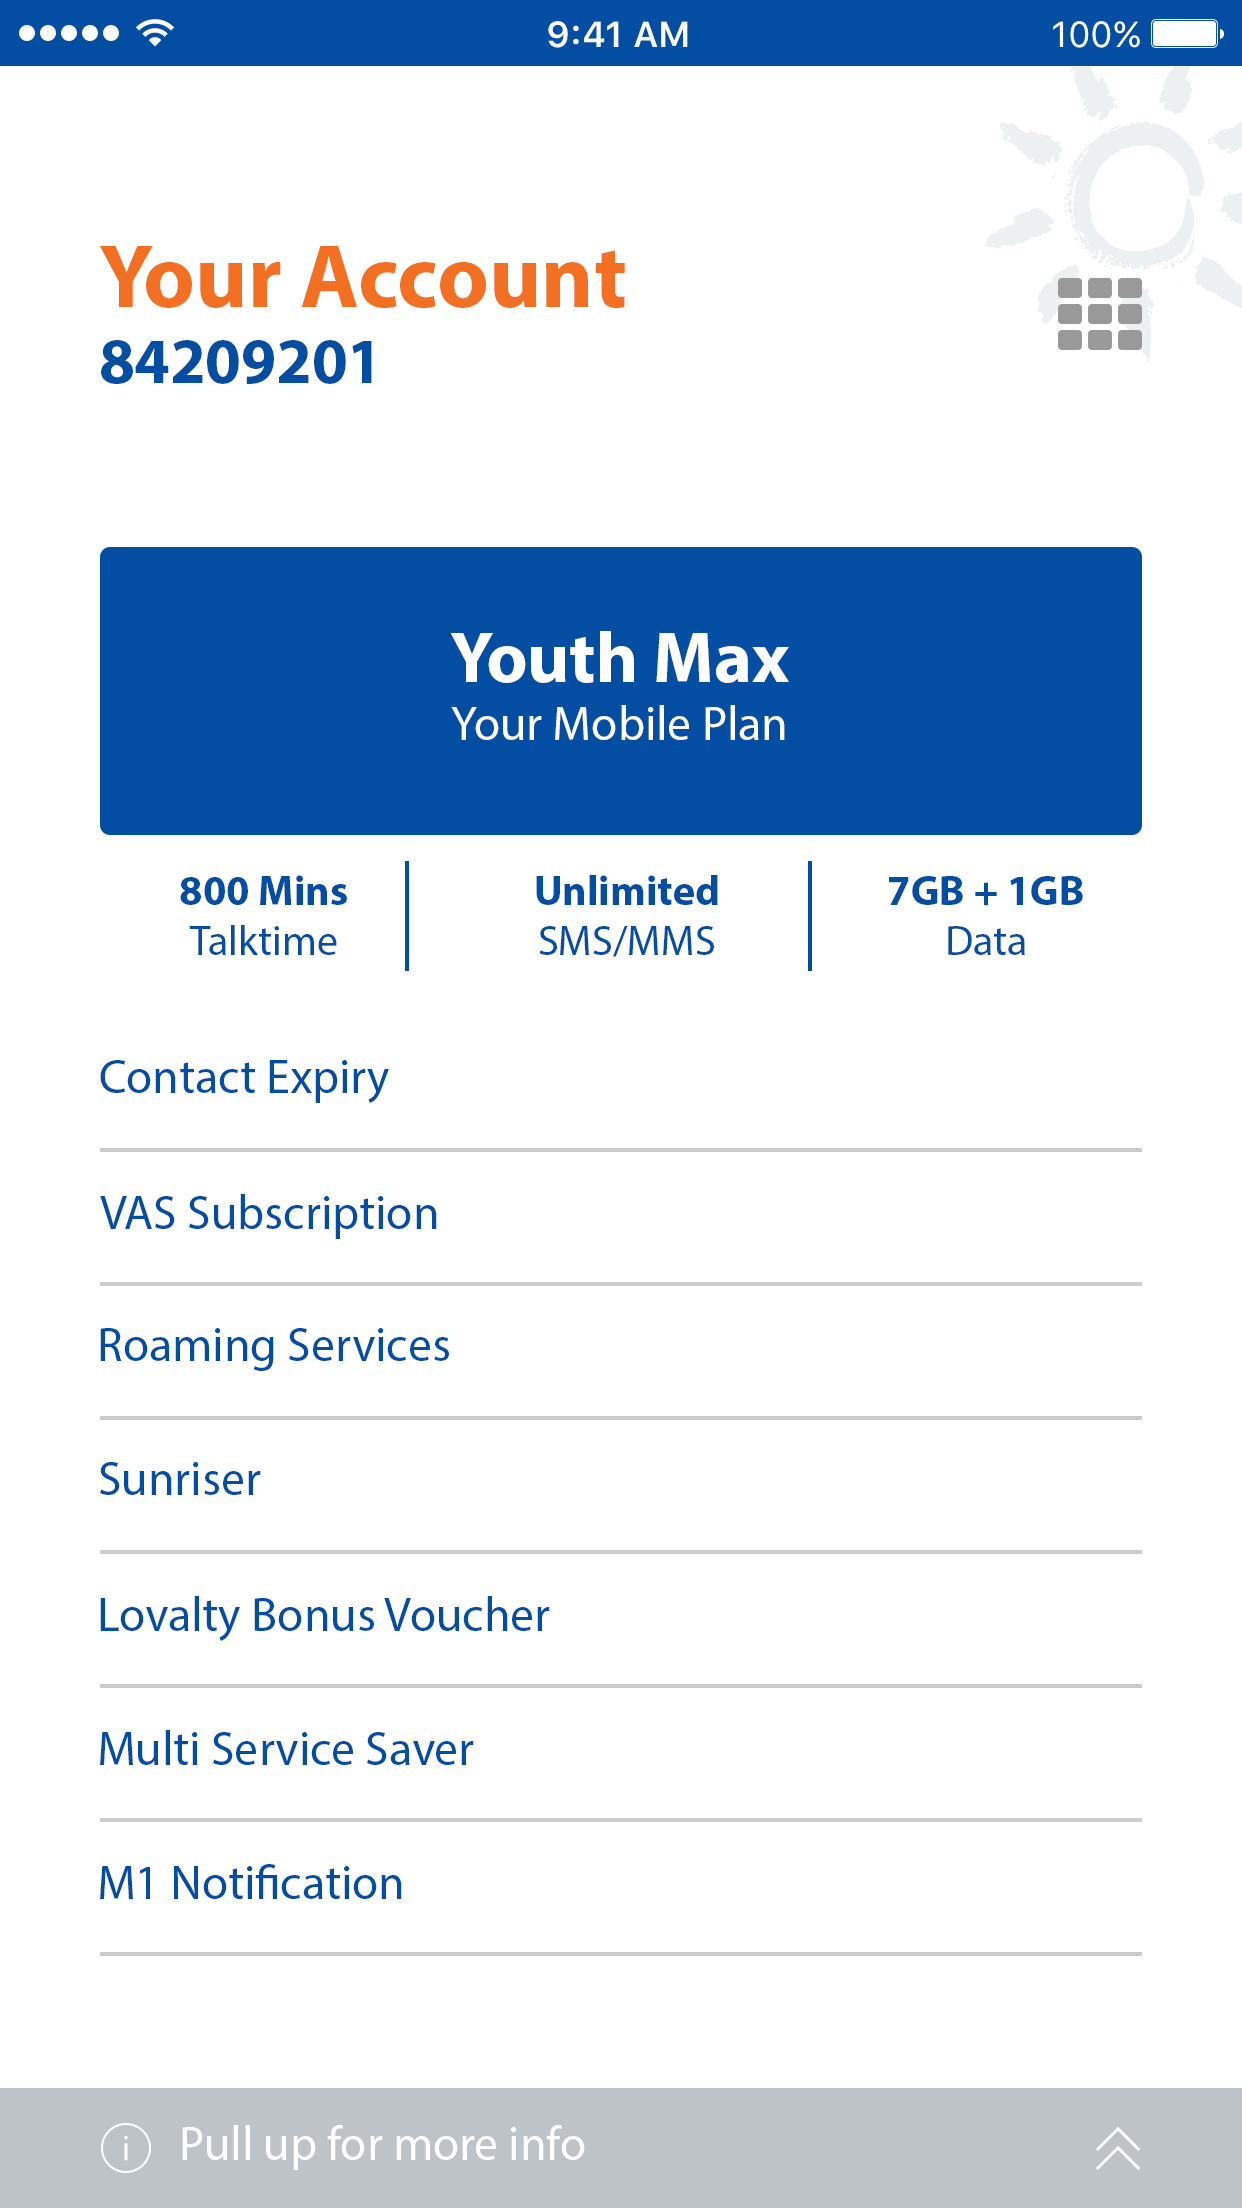 9:41 AM
100%
Your Account
84209201
Youth Max
Your Mobile Plan
800 Mins
Talktime
Unlimited
SMS/MMS
7GB + 1GB
Data
Contact Expiry
VAS Subscription
Roaming Services
Sunriser
Lovalty Bonus Voucher
Multi Service Saver
M1 Notification
i Pull up for more info